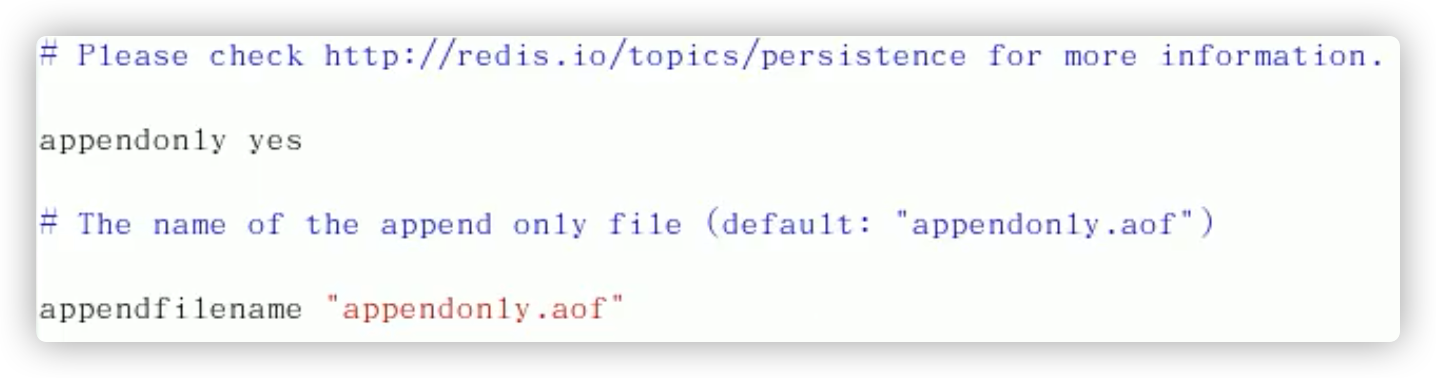 # Please check http://redis.io/topics/persistence for more information.
appendonly yes
# The name of the append only file (default: "appendonly.aof")
appendfilename "appendonly.aof"